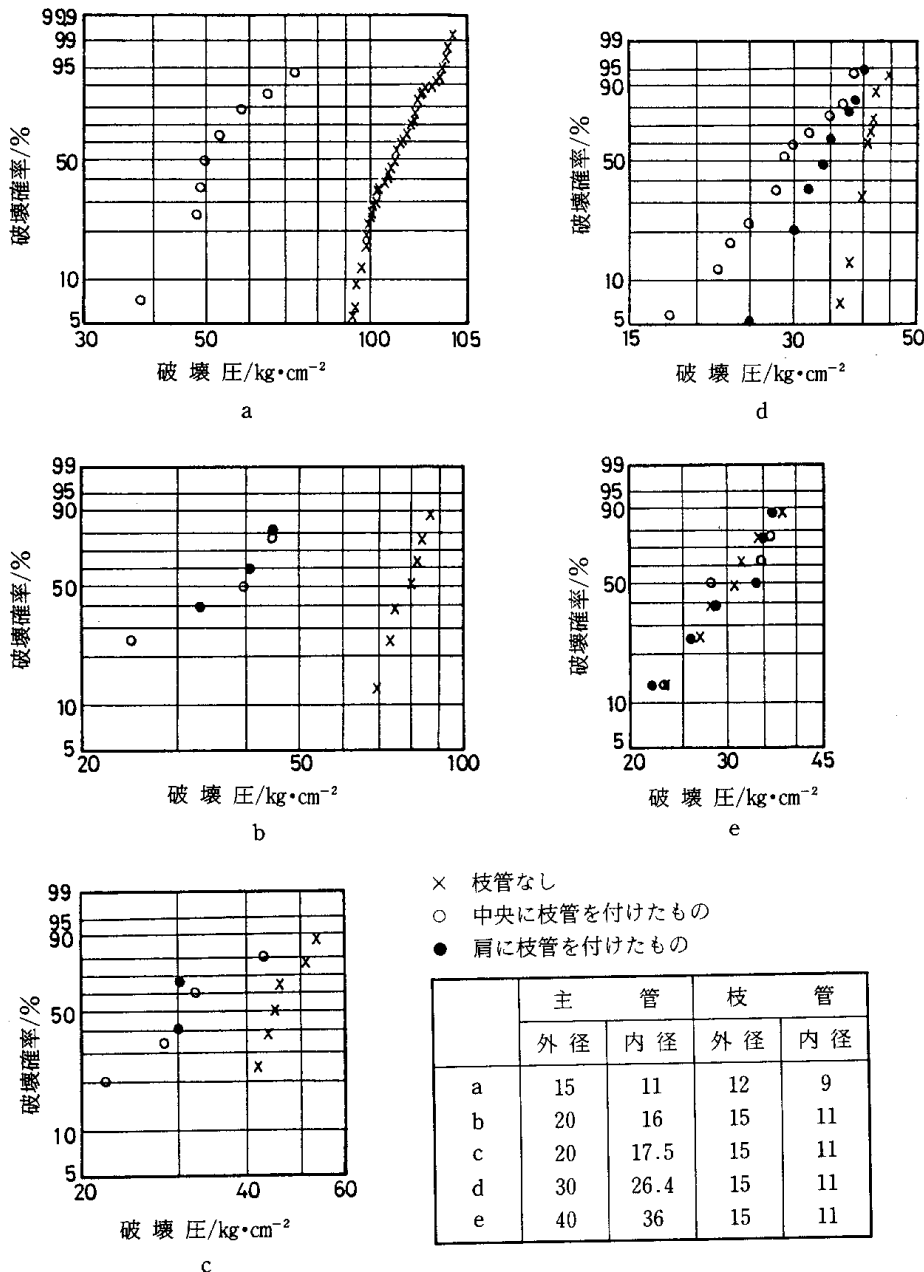 破壊確率/%
99.9
99
95
50
10
5
30
50
100
105
破 壊 圧/kg・cm⁻²
a
破壊確率/%
99
95
90
50
10
5
15
30
50
破 壊 圧/kg・cm⁻²
d
破壊確率/%
99
95
90
50
10
5
20
50
100
破 壊 圧/kg・cm⁻²
b
破壊確率/%
99
95
90
50
10
5
20
30
45
破 壊 圧/kg・cm⁻²
e
破壊確率/%
99
95
90
50
10
5
20
40
60
破 壊 圧/kg・cm⁻²
c
× 枝管なし
○ 中央に枝管を付けたもの
● 肩に枝管を付けたもの
主 管 枝 管
外 径 内 径 外 径 内 径
a 15 11 12 9
b 20 16 15 11
c 20 17.5 15 11
d 30 26.4 15 11
e 40 36 15 11